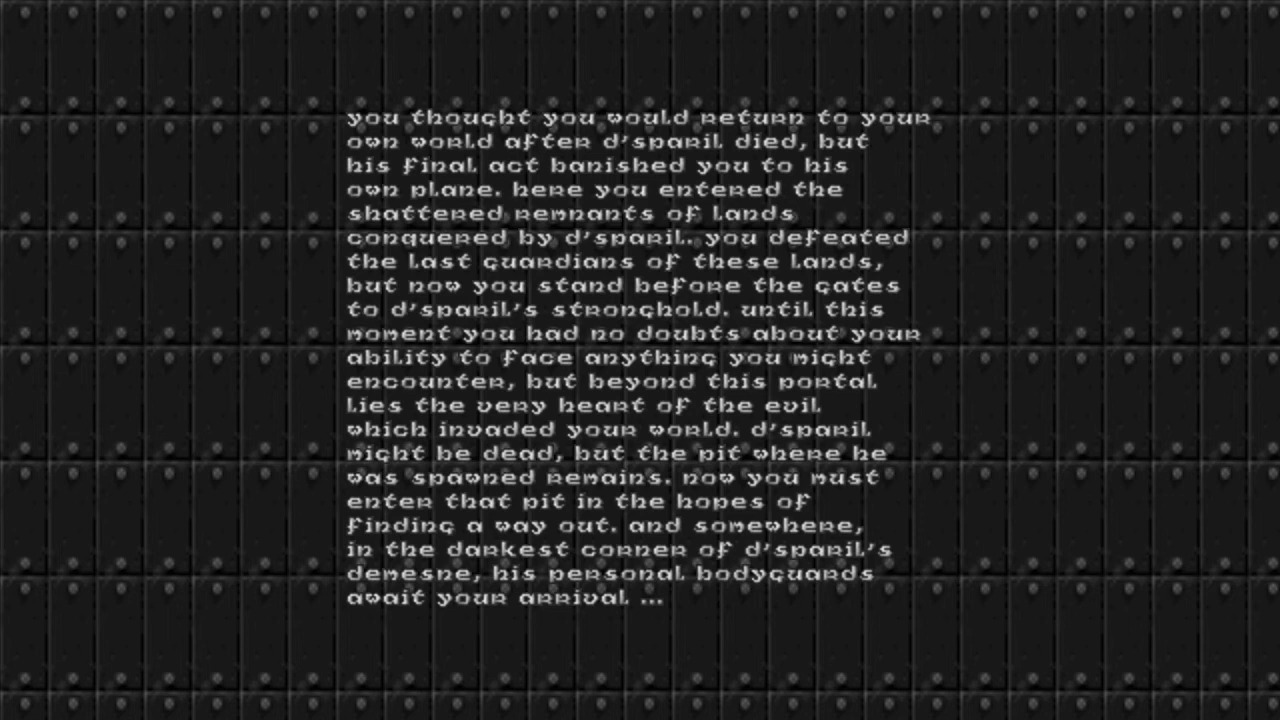 you thought you would return to your
own world after d'sparil died, but
his final act banished you to his
own plane. here you entered the
shattered remnants of lands
conquered by d'sparil. you defeated
the last guardians of these lands,
but now you stand before the gates
to d'sparil's stronghold. until this
moment you had no doubts about your
ability to face anything you might
encounter, but beyond this portal
lies the very heart of the evil
which invaded your world. d'sparil
might be dead, but the pit where he
was spawned remains. now you must
enter that pit in the hopes of
finding a way out. and somewhere,
in the darkest corner of d'sparil's
demesne, his personal bodyguards
await your arrival ...